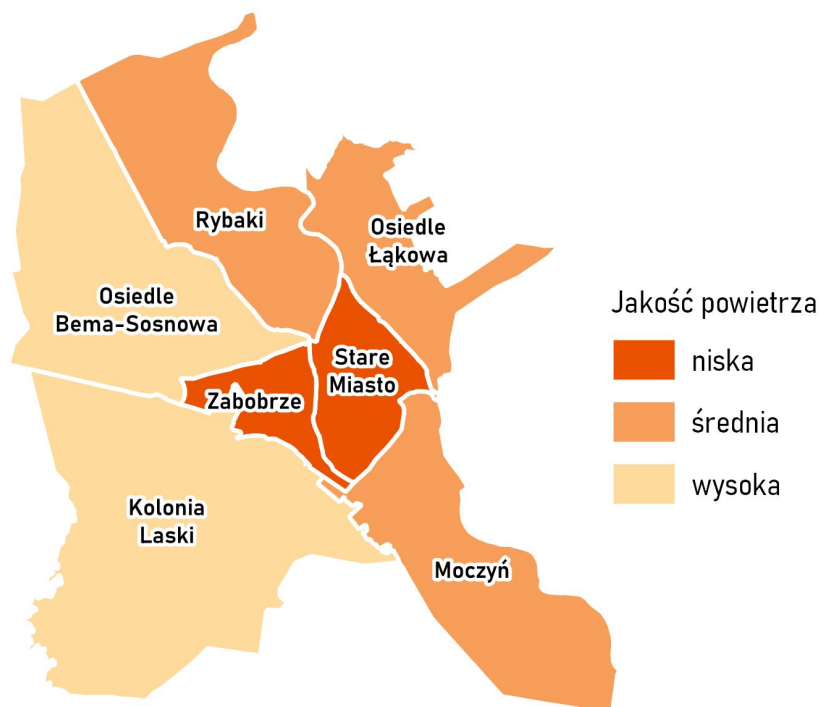 Rybaki
Osiedle
Łąkowa
Osiedle
Bema-Sosnowa
Stare
Miasto
Zabobrze
Kolonia
Laski
Moczyń
Jakość powietrza
niska
średnia
wysoka